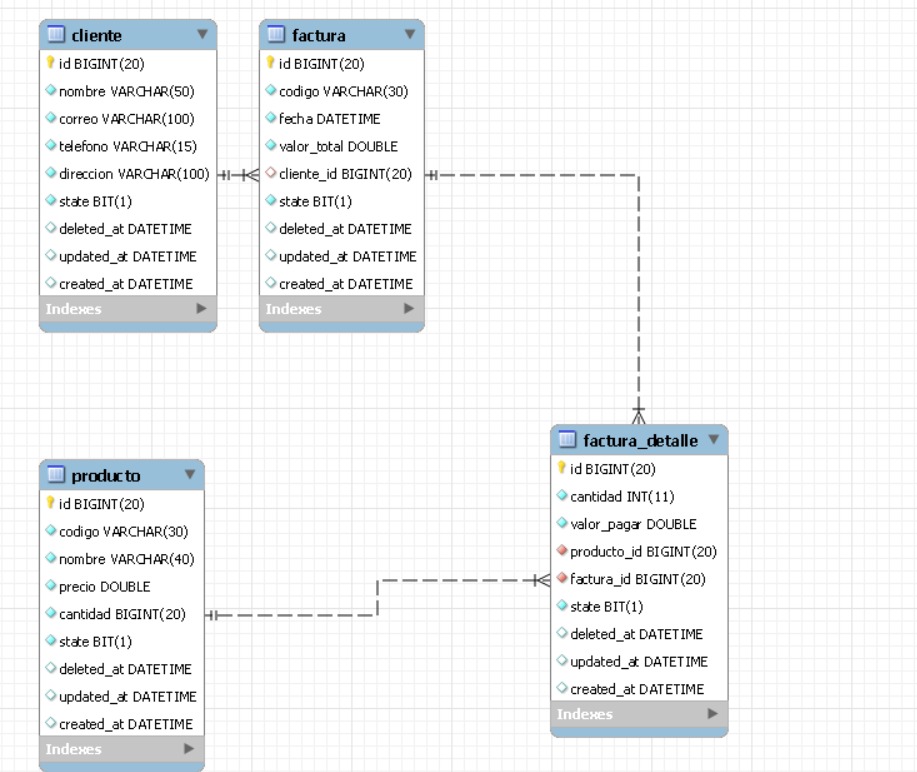 cliente
id BIGINT(20)
nombre VARCHAR(50)
correo VARCHAR(100)
telefono VARCHAR(15)
direccion VARCHAR(100)
state BIT(1)
deleted_at DATETIME
updated_at DATETIME
created_at DATETIME
Indexes
factura
id BIGINT(20)
codigo VARCHAR(30)
fecha DATETIME
valor_total DOUBLE
cliente_id BIGINT(20)
state BIT(1)
deleted_at DATETIME
updated_at DATETIME
created_at DATETIME
Indexes
producto
id BIGINT(20)
codigo VARCHAR(30)
nombre VARCHAR(40)
precio DOUBLE
cantidad BIGINT(20)
state BIT(1)
deleted_at DATETIME
updated_at DATETIME
created_at DATETIME
Indexes
factura_detalle
id BIGINT(20)
cantidad INT(11)
valor_pagar DOUBLE
producto_id BIGINT(20)
factura_id BIGINT(20)
state BIT(1)
deleted_at DATETIME
updated_at DATETIME
created_at DATETIME
Indexes